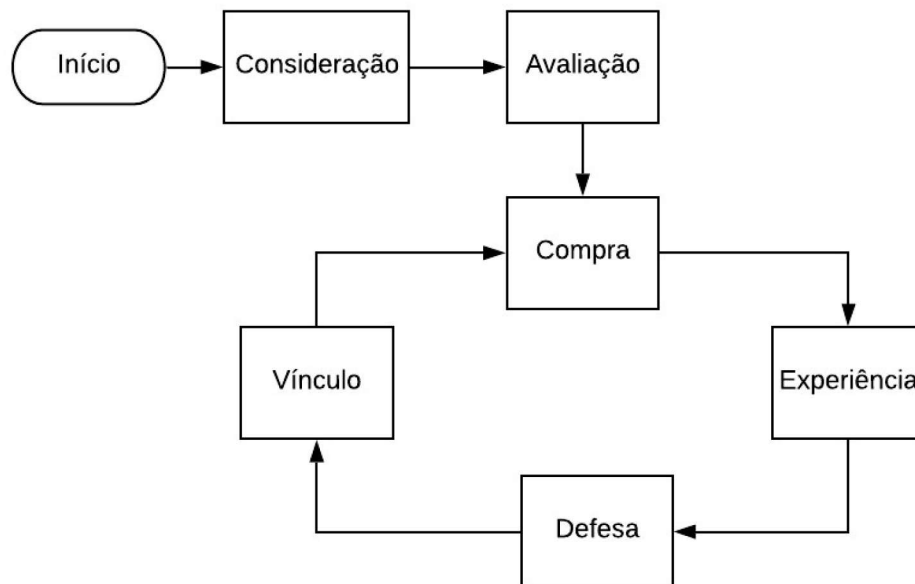 Início
Consideração
Avaliação
Compra
Vínculo
Experiência
Defesa